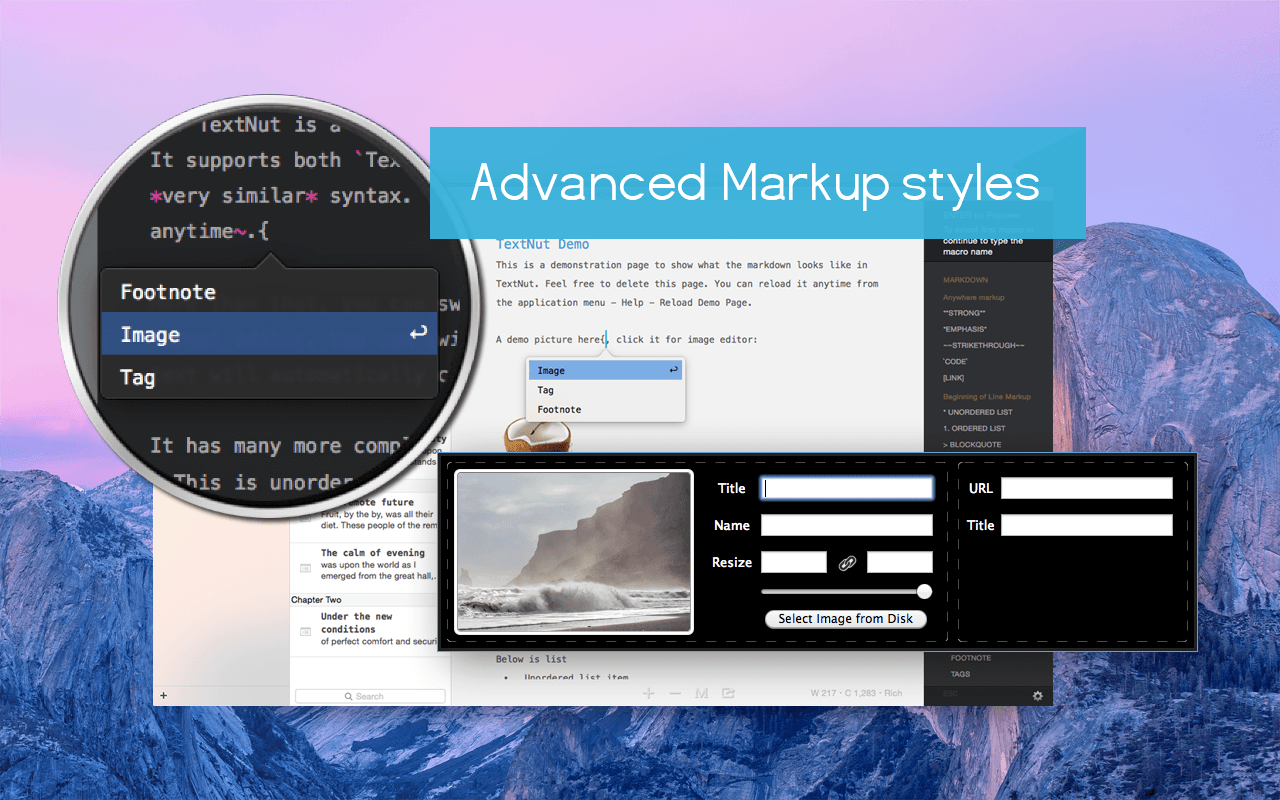 Advanced Markup styles
TextNut is a
It supports both `Tex
*very similar* syntax.
anytime~.{
Footnote
Image
Tag
It has many more compl
This is unorder
TextNut Demo
This is a demonstration page to show what the markdown looks like in
TextNut. Feel free to delete this page. You can reload it anytime from
the application menu - Help - Reload Demo Page.
A demo picture here{, click it for image editor:
Image
Tag
Footnote
continue to type the
macro name
MARKDOWN
Anywhere markup
**STRONG**
*EMPHASIS*
~~STRIKETHROUGH~~
`CODE`
[LINK]
Beginning of Line Markup
* UNORDERED LIST
1. ORDERED LIST
> BLOCKQUOTE
Title
Name
Resize
Select Image from Disk
URL
Title
mote future
Fruit, by the by, was all their
diet. These people of the rem
The calm of evening
was upon the world as I
emerged from the great hall,.
Chapter Two
Under the new
conditions
of perfect comfort and securi
Search
Below is list
• Unordered list item
W 217 · C 1,283 · Rich
FOOTNOTE
TAGS
ESC